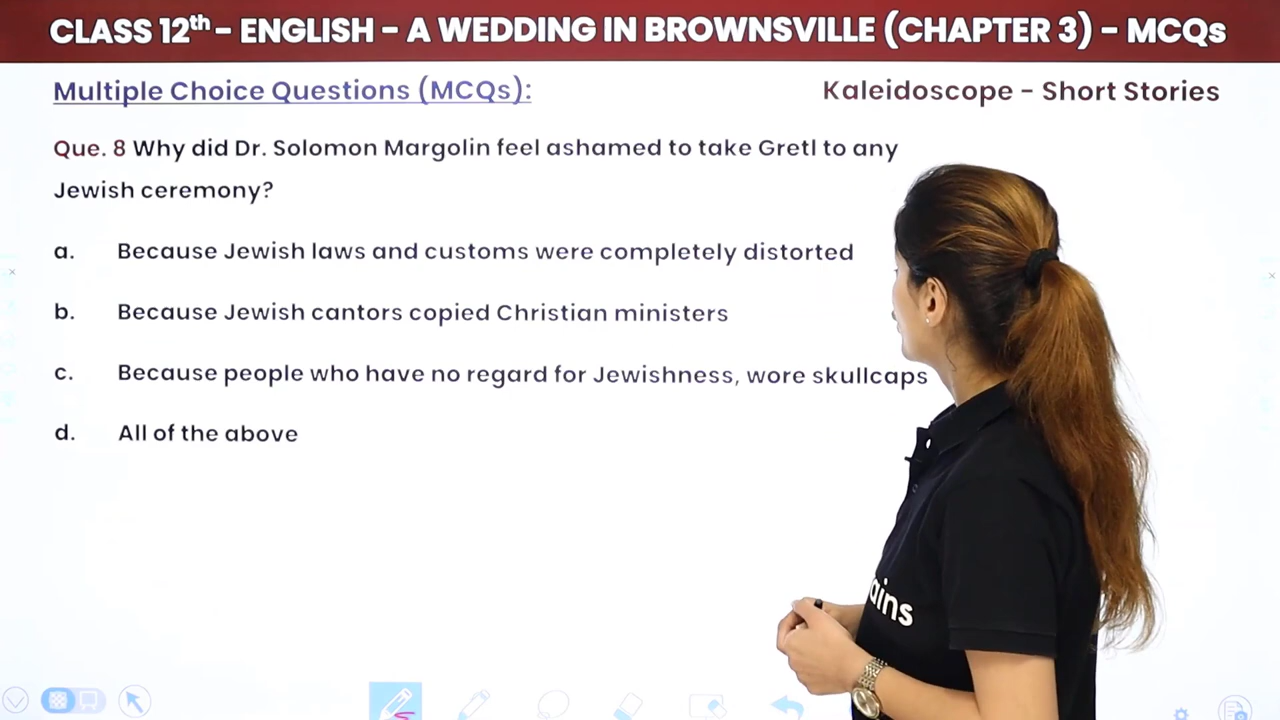 CLASS 12th – ENGLISH – A WEDDING IN BROWNSVILLE (CHAPTER 3) – MCQs
Multiple Choice Questions (MCQs):
Kaleidoscope - Short Stories
Que. 8 Why did Dr. Solomon Margolin feel ashamed to take Gretl to any
Jewish ceremony?
a. Because Jewish laws and customs were completely distorted
b. Because Jewish cantors copied Christian ministers
c. Because people who have no regard for Jewishness, wore skullcaps
d. All of the above